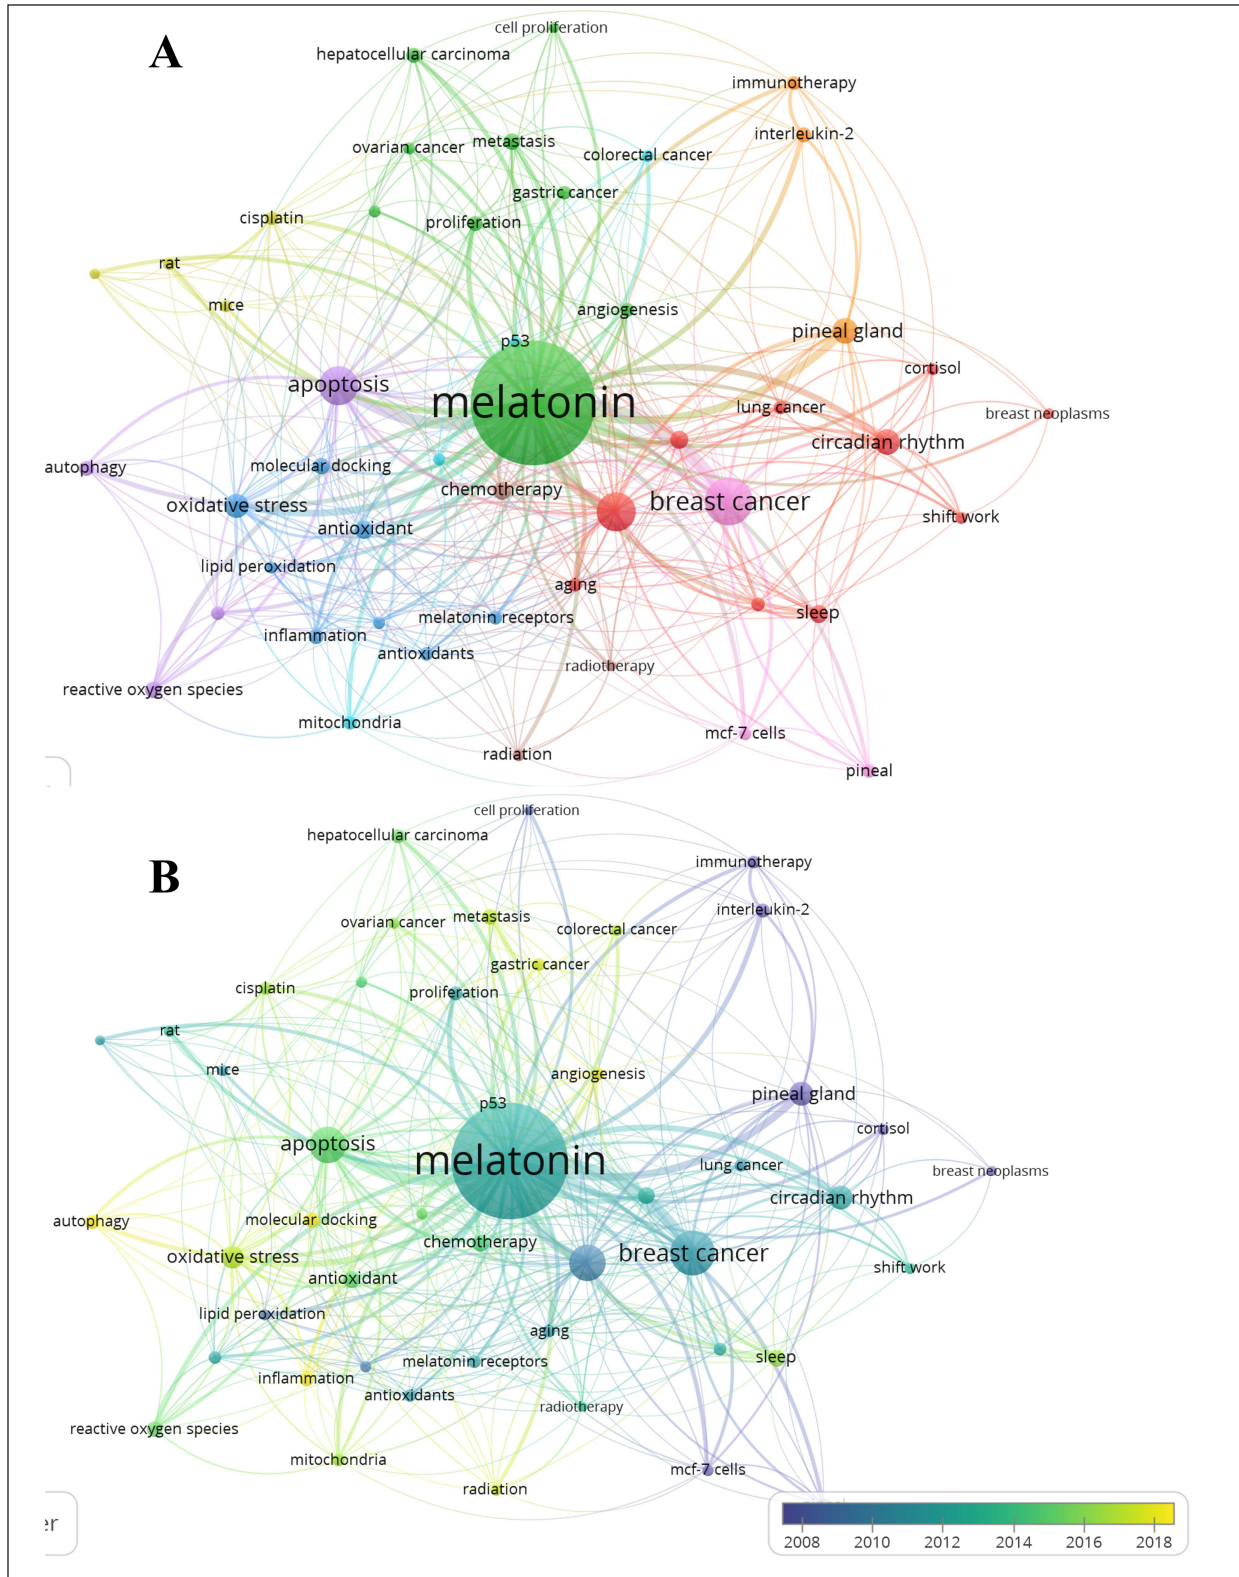 A
cell proliferation
hepatocellular carcinoma
immunotherapy
interleukin-2
ovarian cancer
metastasis
colorectal cancer
gastric cancer
cisplatin
proliferation
rat
mice
angiogenesis
pineal gland
p53
cortisol
apoptosis
melatonin
lung cancer
breast neoplasms
circadian rhythm
autophagy
molecular docking
chemotherapy
breast cancer
oxidative stress
shift work
antioxidant
lipid peroxidation
aging
melatonin receptors
sleep
inflammation
antioxidants
radiotherapy
reactive oxygen species
mitochondria
mcf-7 cells
radiation
pineal
B
cell proliferation
hepatocellular carcinoma
immunotherapy
interleukin-2
ovarian cancer
metastasis
colorectal cancer
gastric cancer
cisplatin
proliferation
rat
mice
angiogenesis
pineal gland
p53
cortisol
apoptosis
melatonin
lung cancer
breast neoplasms
circadian rhythm
autophagy
molecular docking
chemotherapy
breast cancer
oxidative stress
shift work
antioxidant
lipid peroxidation
aging
melatonin receptors
sleep
inflammation
antioxidants
radiotherapy
reactive oxygen species
mitochondria
mcf-7 cells
radiation
er
2008 2010 2012 2014 2016 2018